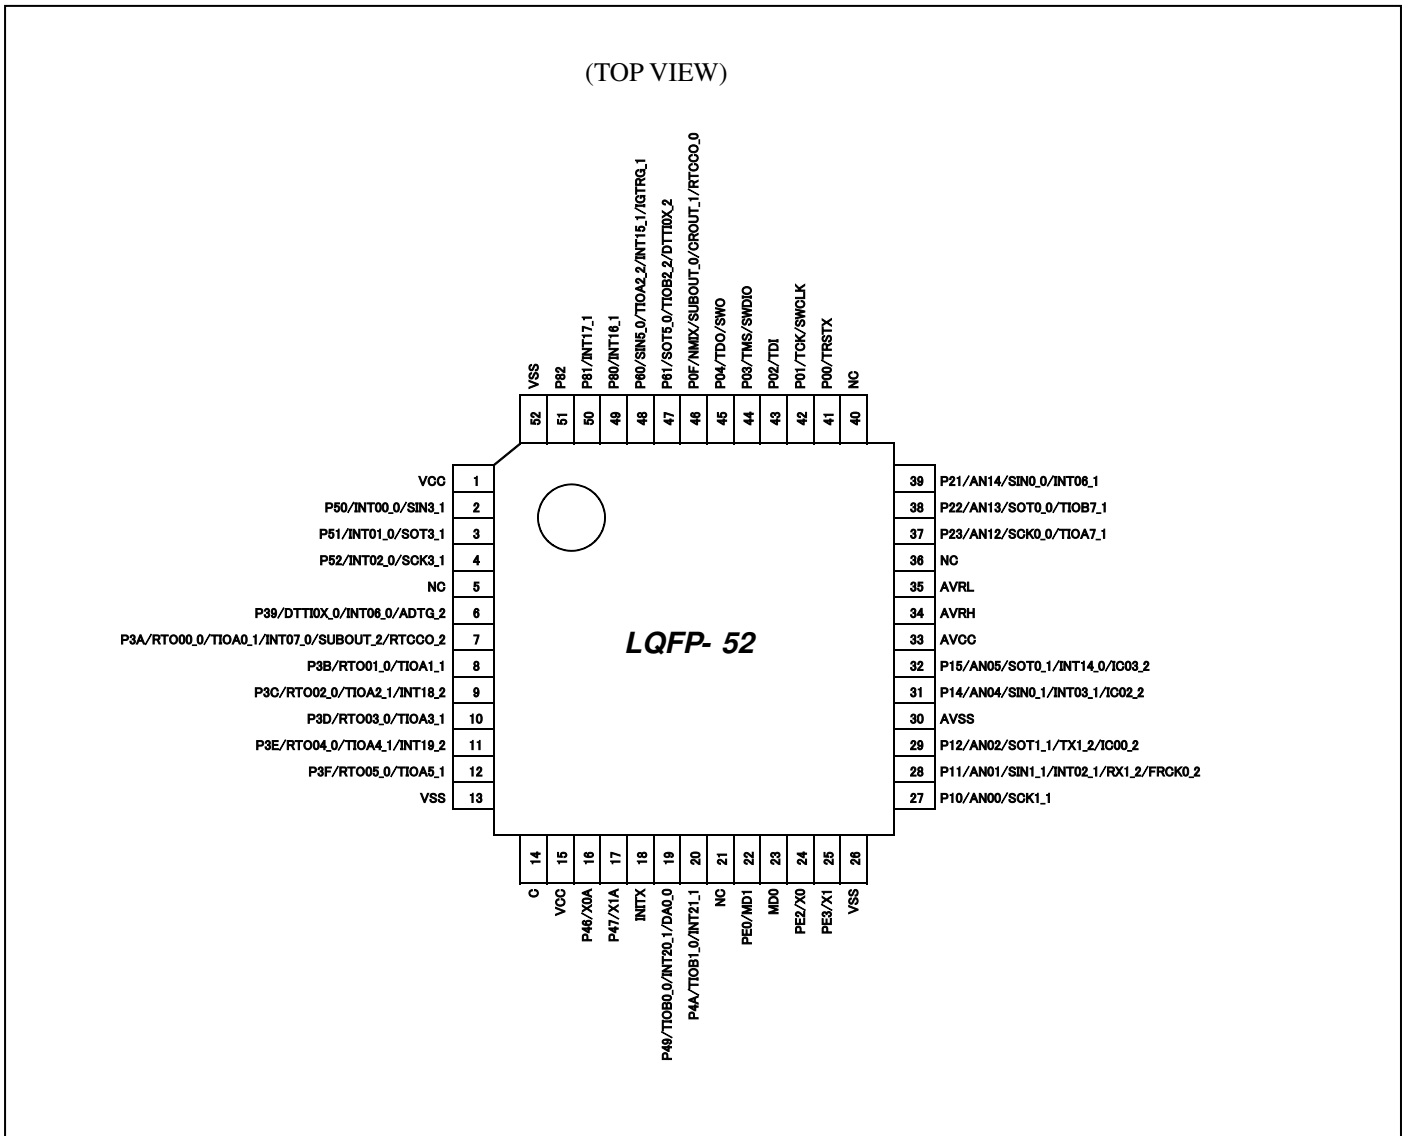 (TOP VIEW)
VSS
P82
P81/INT17_1
P80/INT16_1
P60/SIN5_0/TIOA2_2/INT15_1/IGTRG_1
P61/SOT5_0/TIOB2_2/DTTI0X_2
P0F/NMIX/SUBOUT_0/CROUT_1/RTCCO_0
P04/TDO/SWO
P03/TMS/SWDIO
P02/TDI
P01/TCK/SWCLK
P00/TRSTX
NC
52
51
50
49
48
47
46
45
44
43
42
41
40
VCC 1
P50/INT00_0/SIN3_1 2
P51/INT01_0/SOT3_1 3
P52/INT02_0/SCK3_1 4
NC 5
P39/DTTI0X_0/INT06_0/ADTG_2 6
P3A/RTO00_0/TIOA0_1/INT07_0/SUBOUT_2/RTCCO_2 7
P3B/RTO01_0/TIOA1_1 8
P3C/RTO02_0/TIOA2_1/INT18_2 9
P3D/RTO03_0/TIOA3_1 10
P3E/RTO04_0/TIOA4_1/INT19_2 11
P3F/RTO05_0/TIOA5_1 12
VSS 13
LQFP- 52
39 P21/AN14/SIN0_0/INT06_1
38 P22/AN13/SOT0_0/TIOB7_1
37 P23/AN12/SCK0_0/TIOA7_1
36 NC
35 AVRL
34 AVRH
33 AVCC
32 P15/AN05/SOT0_1/INT14_0/IC03_2
31 P14/AN04/SIN0_1/INT03_1/IC02_2
30 AVSS
29 P12/AN02/SOT1_1/TX1_2/IC00_2
28 P11/AN01/SIN1_1/INT02_1/RX1_2/FRCK0_2
27 P10/AN00/SCK1_1
14
15
16
17
18
19
20
21
22
23
24
25
26
C
VCC
P46/X0A
P47/X1A
INITX
P49/TIOB0_0/INT20_1/DA0_0
P4A/TIOB1_0/INT21_1
NC
PE0/MD1
MD0
PE2/X0
PE3/X1
VSS